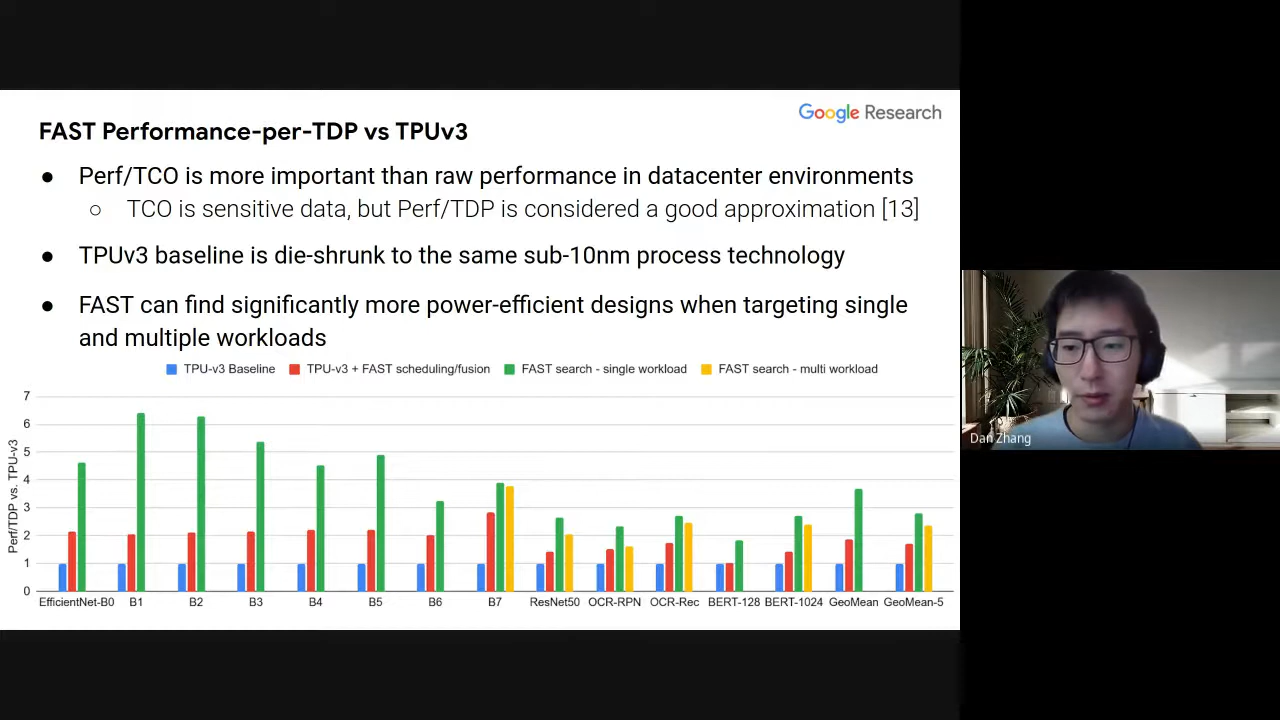 Google Research
FAST Performance-per-TDP vs TPUv3
● Perf/TCO is more important than raw performance in datacenter environments
○ TCO is sensitive data, but Perf/TDP is considered a good approximation [13]
● TPUv3 baseline is die-shrunk to the same sub-10nm process technology
● FAST can find significantly more power-efficient designs when targeting single
and multiple workloads
TPU-v3 Baseline TPU-v3 + FAST scheduling/fusion FAST search - single workload FAST search - multi workload
Perf/TDP vs. TPU-v3
7
6
5
4
3
2
1
0
EfficientNet-B0 B1 B2 B3 B4 B5 B6 B7 ResNet50 OCR-RPN OCR-Rec BERT-128 BERT-1024 GeoMean GeoMean-5
Dan Zhang